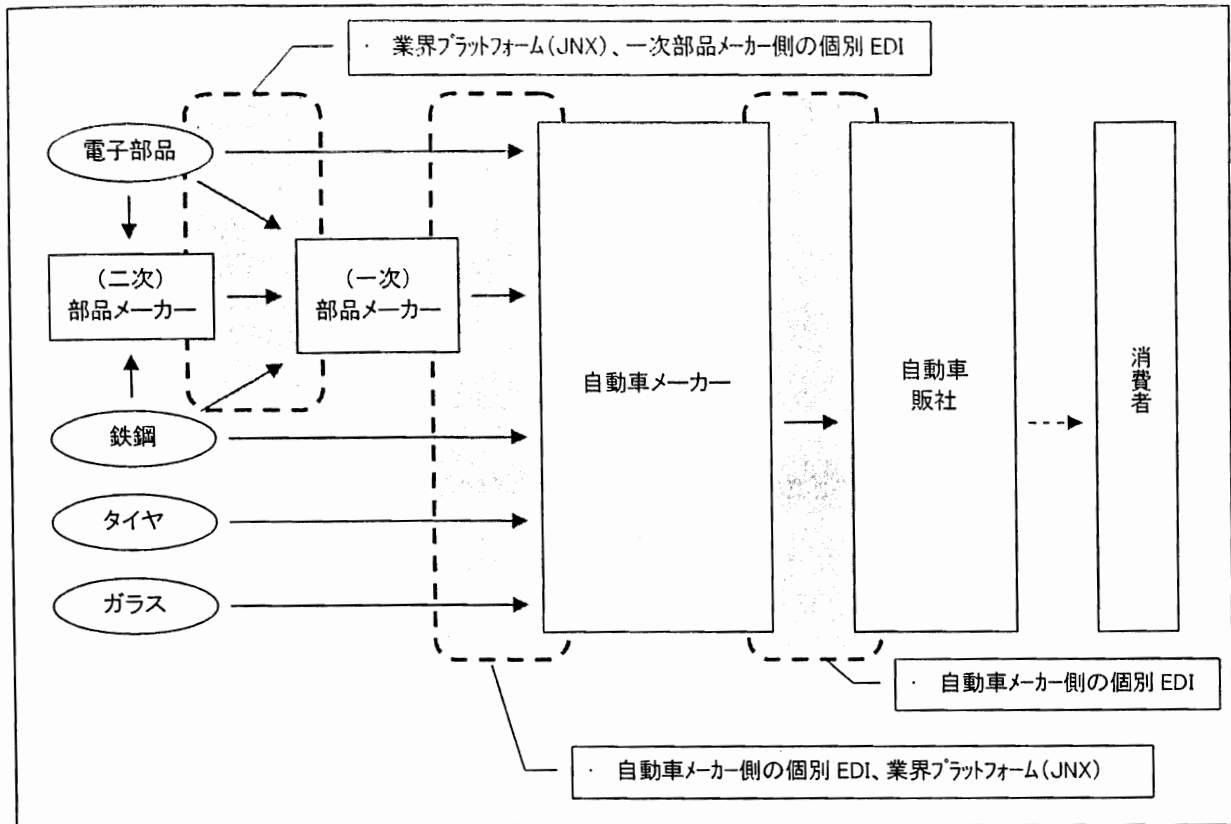 ・ 業界プラットフォーム(JNX)、一次部品メーカー側の個別 EDI
電子部品
(二次)
部品メーカー
(一次)
部品メーカー
鉄鋼
タイヤ
ガラス
自動車メーカー
自動車
販社
消費者
・ 自動車メーカー側の個別 EDI
・ 自動車メーカー側の個別 EDI、業界プラットフォーム(JNX)